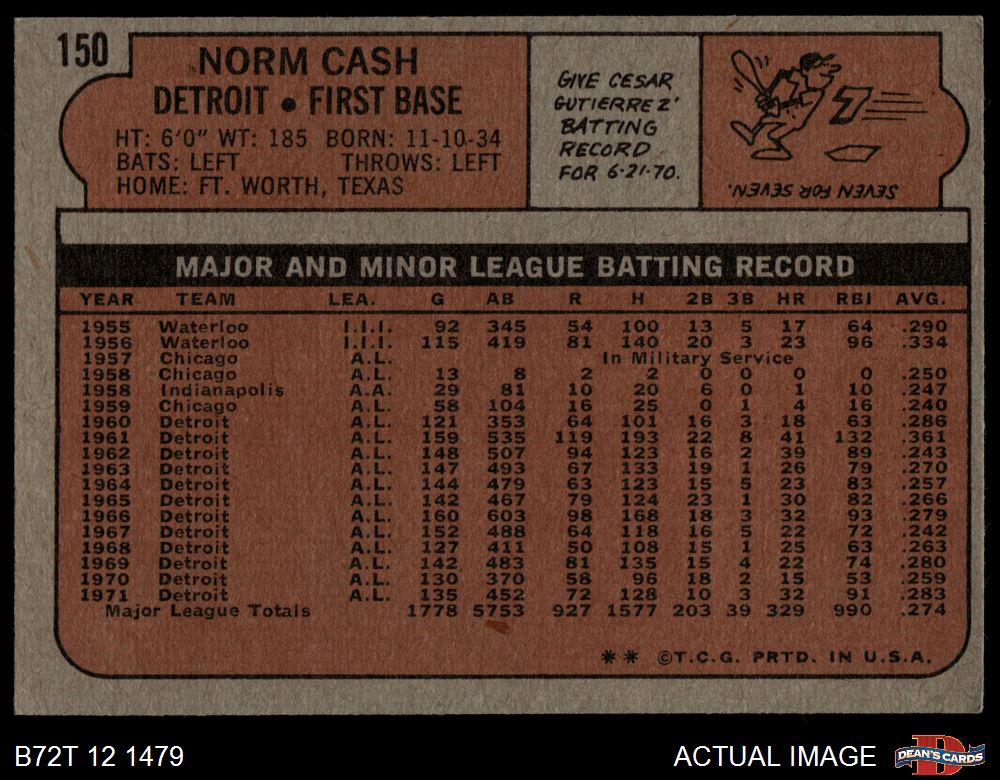 150
NORM CASH
DETROIT • FIRST BASE
HT: 6'0" WT: 185 BORN: 11-10-34
BATS: LEFT THROWS: LEFT
HOME: FT. WORTH, TEXAS
GIVE CESAR
GUTIERREZ'
BATTING
RECORD
FOR 6-21-70.
7
SEVEN FOR SEVEN.
MAJOR AND MINOR LEAGUE BATTING RECORD
YEAR TEAM LEA. G AB R H 2B 3B HR RBI AVG.
1955 Waterloo I.I.I. 92 345 54 100 13 5 17 64 .290
1956 Waterloo I.I.I. 115 419 81 140 20 3 23 96 .334
1957 Chicago A.L. In Military Service
1958 Chicago A.L. 13 8 2 2 0 0 0 0 .250
1958 Indianapolis A.A. 29 81 10 20 6 0 1 10 .247
1959 Chicago A.L. 58 104 16 25 0 1 4 16 .240
1960 Detroit A.L. 121 353 64 101 16 3 18 63 .286
1961 Detroit A.L. 159 535 119 193 22 8 41 132 .361
1962 Detroit A.L. 148 507 94 123 16 2 39 89 .243
1963 Detroit A.L. 147 493 67 133 19 1 26 79 .270
1964 Detroit A.L. 144 479 63 123 15 5 23 83 .257
1965 Detroit A.L. 142 467 79 124 23 1 30 82 .266
1966 Detroit A.L. 160 603 98 168 18 3 32 93 .279
1967 Detroit A.L. 152 488 64 118 16 5 22 72 .242
1968 Detroit A.L. 127 411 50 108 15 1 25 63 .263
1969 Detroit A.L. 142 483 81 135 15 4 22 74 .280
1970 Detroit A.L. 130 370 58 96 18 2 15 53 .259
1971 Detroit A.L. 135 452 72 128 10 3 32 91 .283
Major League Totals 1778 5753 927 1577 203 39 329 990 .274
** ©T.C.G. PRTD. IN U.S.A.
B72T 12 1479
ACTUAL IMAGE
D
DEAN'S CARDS